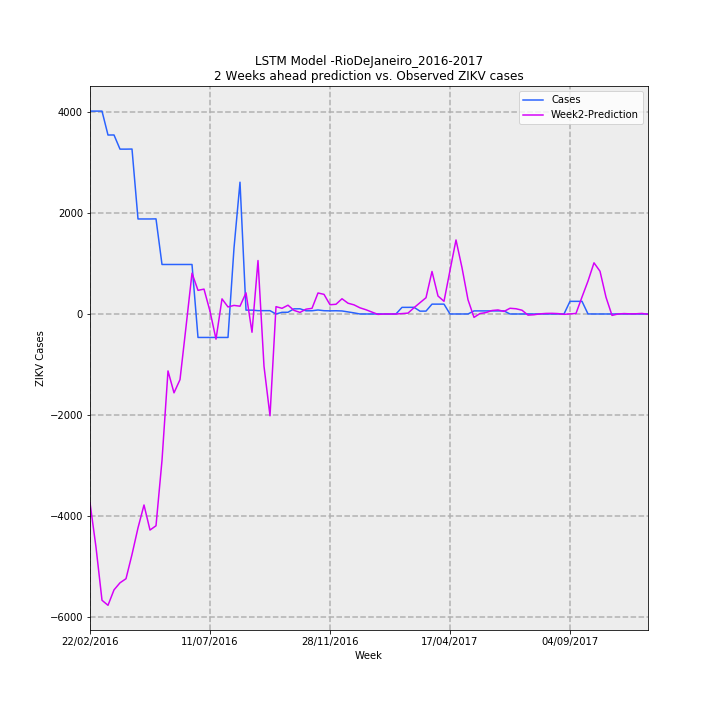 LSTM Model -RioDeJaneiro_2016-2017
2 Weeks ahead prediction vs. Observed ZIKV cases
Cases
Week2-Prediction
4000
2000
0
−2000
−4000
−6000
ZIKV Cases
22/02/2016
11/07/2016
28/11/2016
17/04/2017
04/09/2017
Week